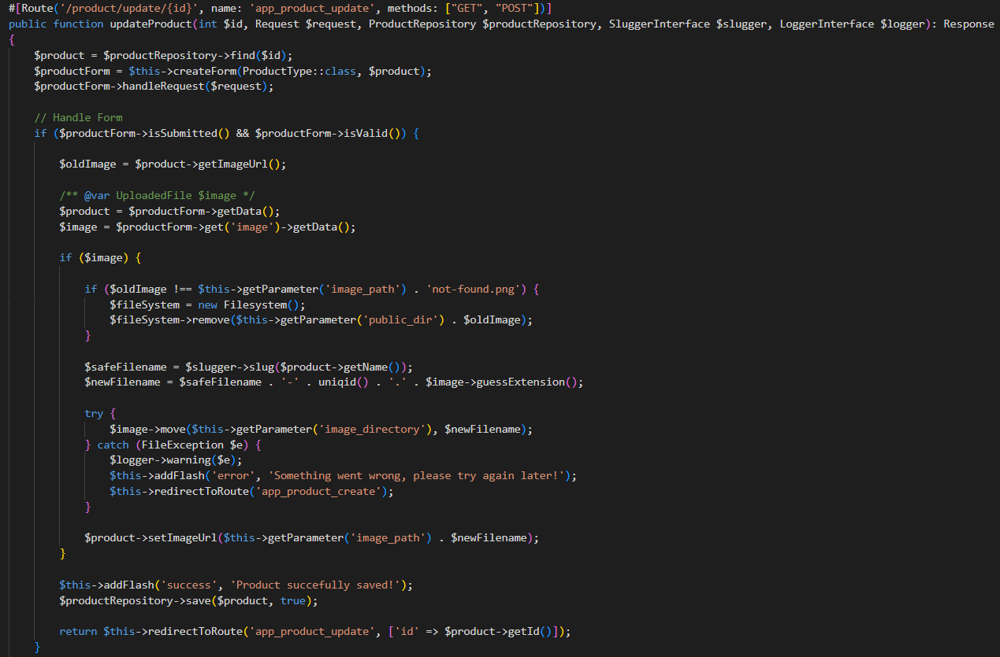 #[Route('/product/update/{id}', name: 'app_product_update', methods: ["GET", "POST"])]
public function updateProduct(int $id, Request $request, ProductRepository $productRepository, SluggerInterface $slugger, LoggerInterface $logger): Response
{
    $product = $productRepository->find($id);
    $productForm = $this->createForm(ProductType::class, $product);
    $productForm->handleRequest($request);

    // Handle Form
    if ($productForm->isSubmitted() && $productForm->isValid()) {

        $oldImage = $product->getImageUrl();

        /** @var UploadedFile $image */
        $product = $productForm->getData();
        $image = $productForm->get('image')->getData();

        if ($image) {

            if ($oldImage !== $this->getParameter('image_path') . 'not-found.png') {
                $fileSystem = new Filesystem();
                $fileSystem->remove($this->getParameter('public_dir') . $oldImage);
            }

            $safeFilename = $slugger->slug($product->getName());
            $newFilename = $safeFilename . '-' . uniqid() . '.' . $image->guessExtension();

            try {
                $image->move($this->getParameter('image_directory'), $newFilename);
            } catch (FileException $e) {
                $logger->warning($e);
                $this->addFlash('error', 'Something went wrong, please try again later!');
                $this->redirectToRoute('app_product_create');
            }

            $product->setImageUrl($this->getParameter('image_path') . $newFilename);
        }

        $this->addFlash('success', 'Product succefully saved!');
        $productRepository->save($product, true);

        return $this->redirectToRoute('app_product_update', ['id' => $product->getId()]);
    }